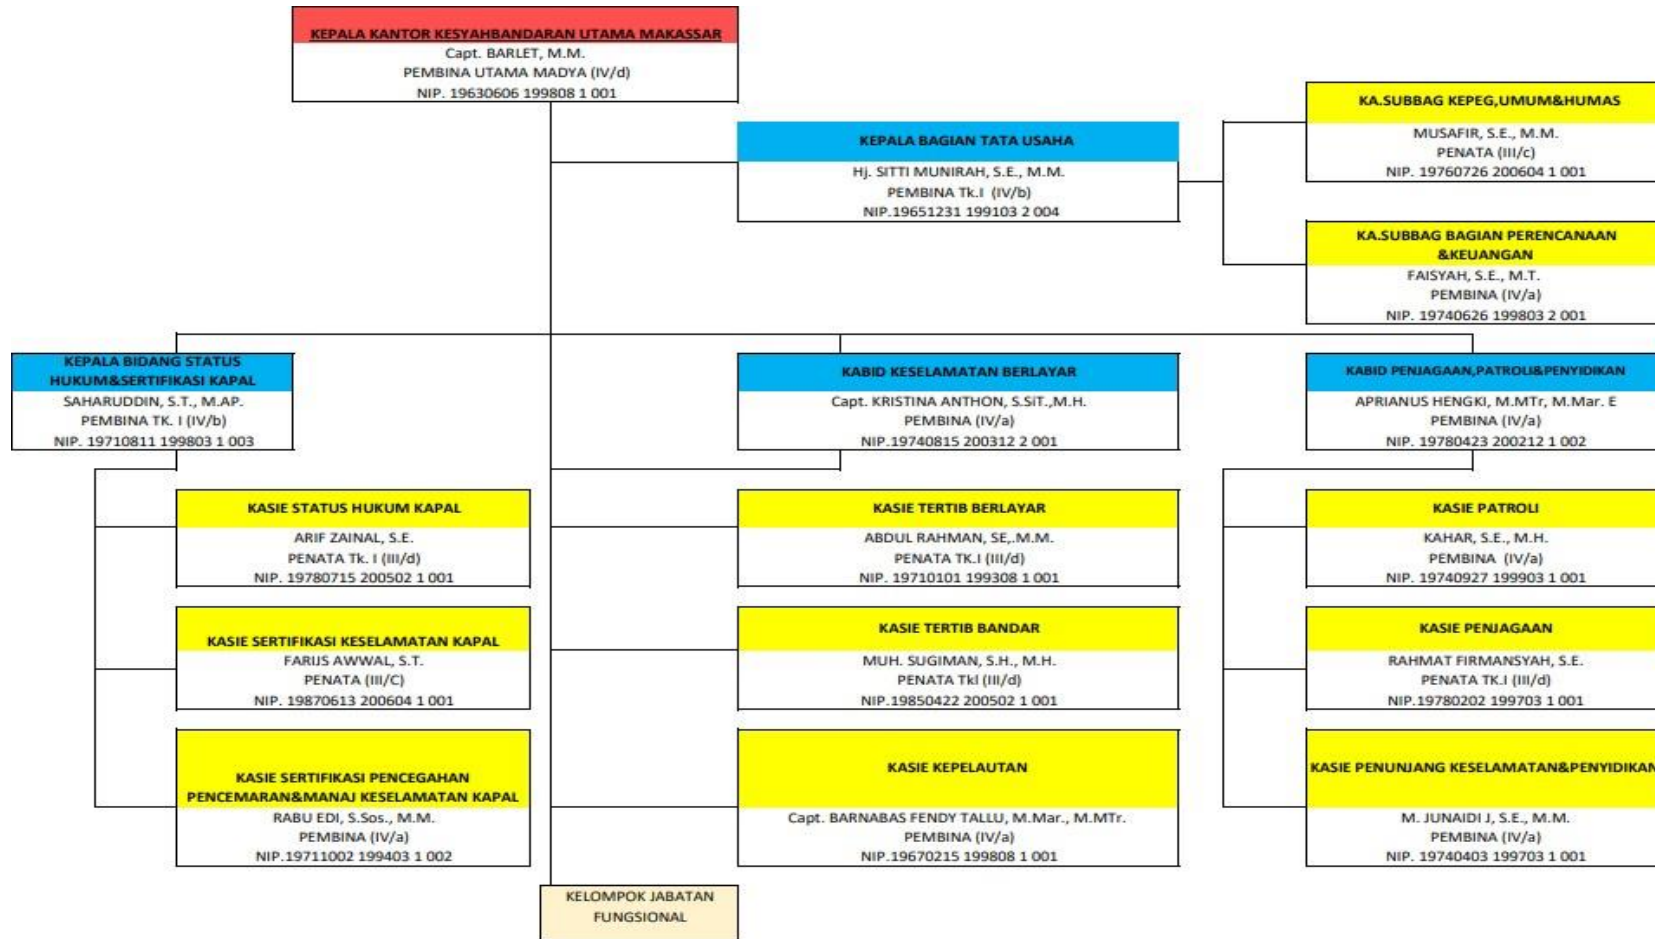 KEPALA KANTOR KESYAHBANDARAN UTAMA MAKASSAR
Capt. BARLET, M.M.
PEMBINA UTAMA MADYA (IV/d)
NIP. 19630606 199808 1 001
KEPALA BAGIAN TATA USAHA
Hj. SITTI MUNIRAH, S.E., M.M.
PEMBINA Tk.I (IV/b)
NIP.19651231 199103 2 004
KA.SUBBAG KEPEG,UMUM&HUMAS
MUSAFIR, S.E., M.M.
PENATA (III/c)
NIP. 19760726 200604 1 001
KA.SUBBAG BAGIAN PERENCANAAN
&KEUANGAN
FAISYAH, S.E., M.T.
PEMBINA (IV/a)
NIP. 19740626 199803 2 001
KEPALA BIDANG STATUS
HUKUM&SERTIFIKASI KAPAL
SAHARUDDIN, S.T., M.AP.
PEMBINA TK. I (IV/b)
NIP. 19710811 199803 1 003
KASIE STATUS HUKUM KAPAL
ARIF ZAINAL, S.E.
PENATA Tk. I (III/d)
NIP. 19780715 200502 1 001
KASIE SERTIFIKASI KESELAMATAN KAPAL
FARIJS AWWAL, S.T.
PENATA (III/C)
NIP. 19870613 200604 1 001
KASIE SERTIFIKASI PENCEGAHAN
PENCEMARAN&MANAJ KESELAMATAN KAPAL
RABU EDI, S.Sos., M.M.
PEMBINA (IV/a)
NIP.19711002 199403 1 002
KABID KESELAMATAN BERLAYAR
Capt. KRISTINA ANTHON, S.SiT.,M.H.
PEMBINA (IV/a)
NIP.19740815 200312 2 001
KASIE TERTIB BERLAYAR
ABDUL RAHMAN, SE,.M.M.
PENATA TK.I (III/d)
NIP. 19710101 199308 1 001
KASIE TERTIB BANDAR
MUH. SUGIMAN, S.H., M.H.
PENATA TkI (III/d)
NIP.19850422 200502 1 001
KASIE KEPELAUTAN
Capt. BARNABAS FENDY TALLU, M.Mar., M.MTr.
PEMBINA (IV/a)
NIP.19670215 199808 1 001
KABID PENJAGAAN,PATROLI&PENYIDIKAN
APRIANUS HENGKI, M.MTr, M.Mar. E
PEMBINA (IV/a)
NIP. 19780423 200212 1 002
KASIE PATROLI
KAHAR, S.E., M.H.
PEMBINA (IV/a)
NIP. 19740927 199903 1 001
KASIE PENJAGAAN
RAHMAT FIRMANSYAH, S.E.
PENATA TK.I (III/d)
NIP.19780202 199703 1 001
KASIE PENUNJANG KESELAMATAN&PENYIDIKAN
M. JUNAIDI J, S.E., M.M.
PEMBINA (IV/a)
NIP. 19740403 199703 1 001
KELOMPOK JABATAN
FUNGSIONAL